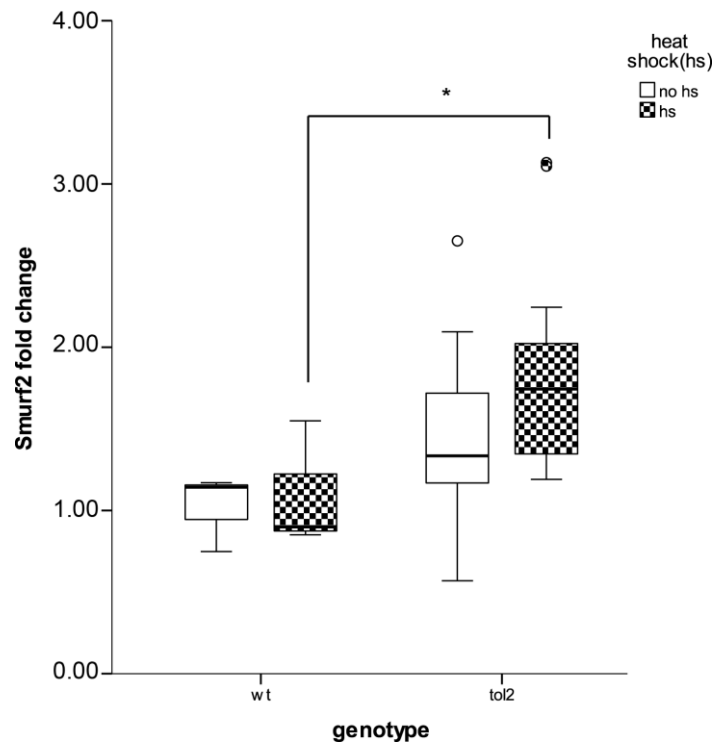 4.00
heat
shock(hs)
no hs
hs
*
3.00
Smurf2 fold change
2.00
1.00
0.00
wt
tol2
genotype